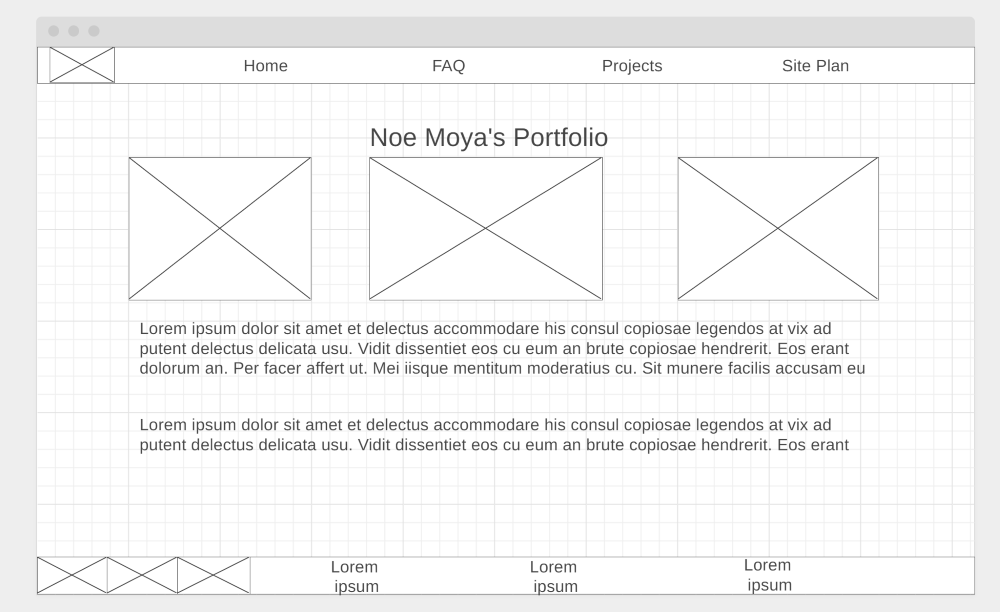 Home FAQ Projects Site Plan
Noe Moya's Portfolio
Lorem ipsum dolor sit amet et delectus accommodare his consul copiosae legendos at vix ad
putent delectus delicata usu. Vidit dissentiet eos cu eum an brute copiosae hendrerit. Eos erant
dolorum an. Per facer affert ut. Mei iisque mentitum moderatius cu. Sit munere facilis accusam eu
Lorem ipsum dolor sit amet et delectus accommodare his consul copiosae legendos at vix ad
putent delectus delicata usu. Vidit dissentiet eos cu eum an brute copiosae hendrerit. Eos erant
Lorem
ipsum
Lorem
ipsum
Lorem
ipsum